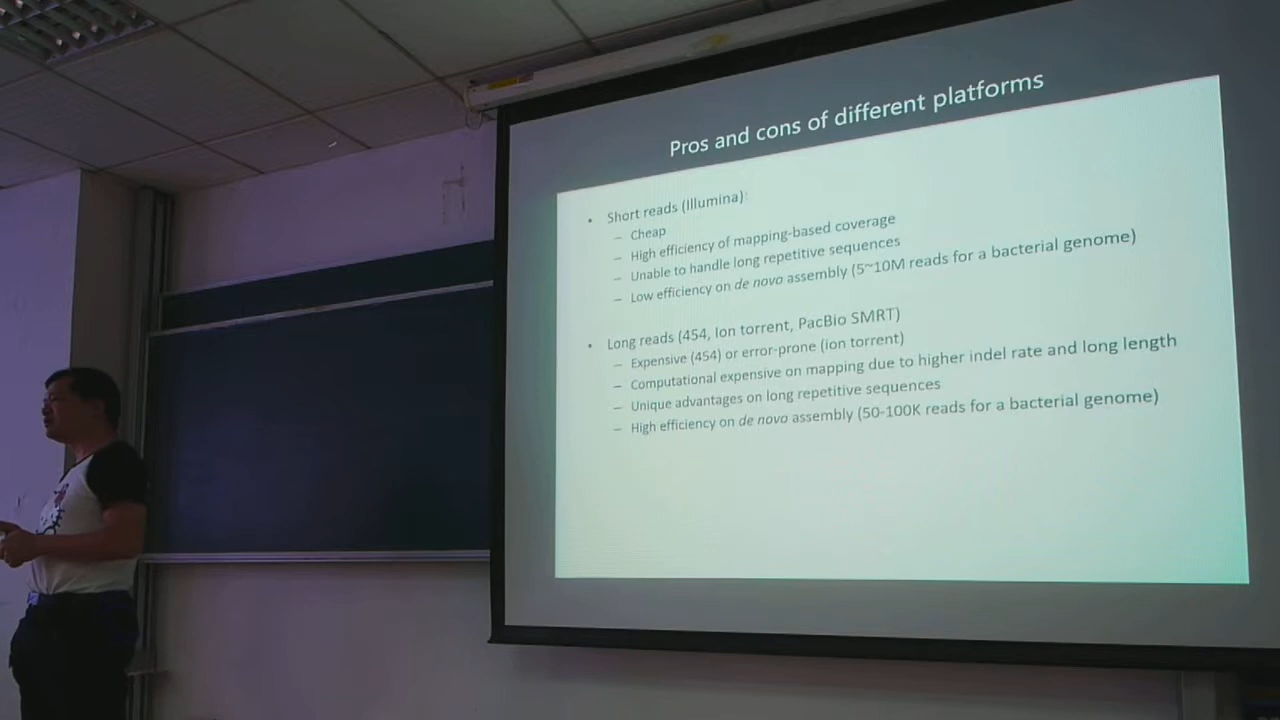 Pros and cons of different platforms
• Short reads (Illumina):
– Cheap
– High efficiency of mapping-based coverage
– Unable to handle long repetitive sequences
– Low efficiency on de novo assembly (5~10M reads for a bacterial genome)
• Long reads (454, Ion torrent, PacBio SMRT)
– Expensive (454) or error-prone (ion torrent)
– Computational expensive on mapping due to higher indel rate and long length
– Unique advantages on long repetitive sequences
– High efficiency on de novo assembly (50-100K reads for a bacterial genome)